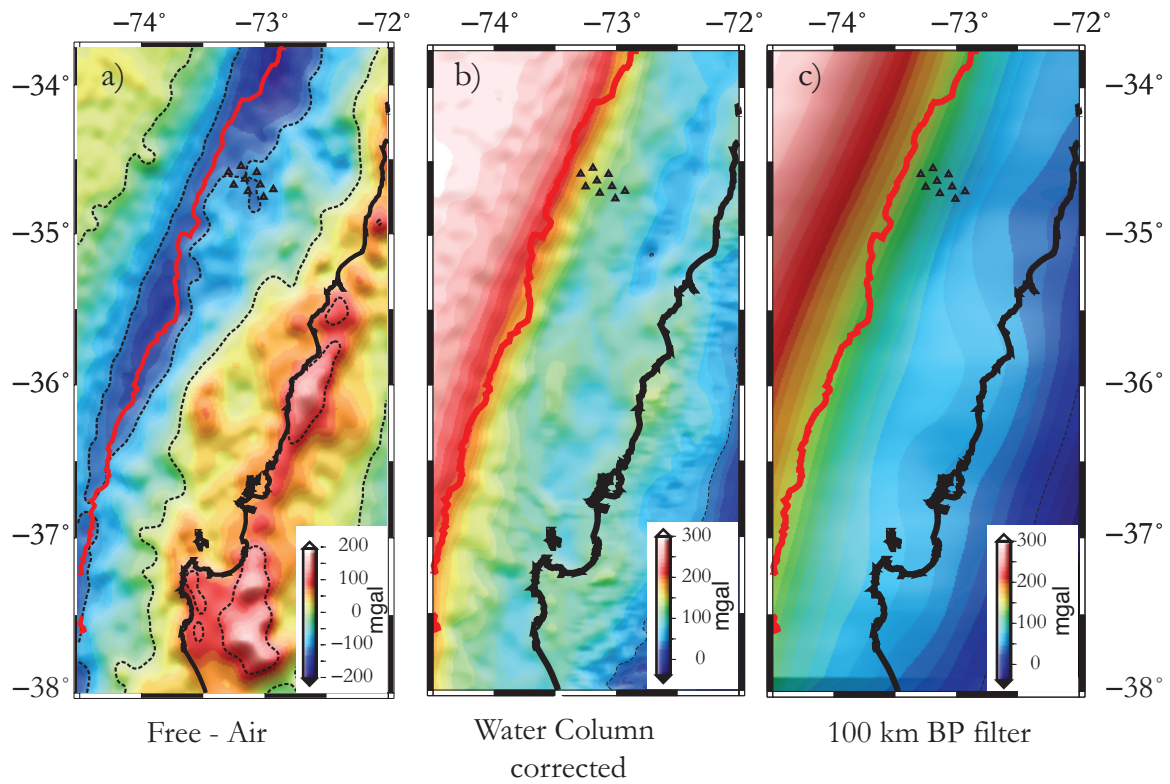 −74° −73° −72° −74° −73° −72° −74° −73° −72°
a) b) c)
−34° −34°
−35° −35°
−36° −36°
−37° −37°
−38° −38°
200
100
0
−100
−200
mgal
300
200
100
0
mgal
300
200
100
0
mgal
Free - Air
Water Column
corrected
100 km BP filter